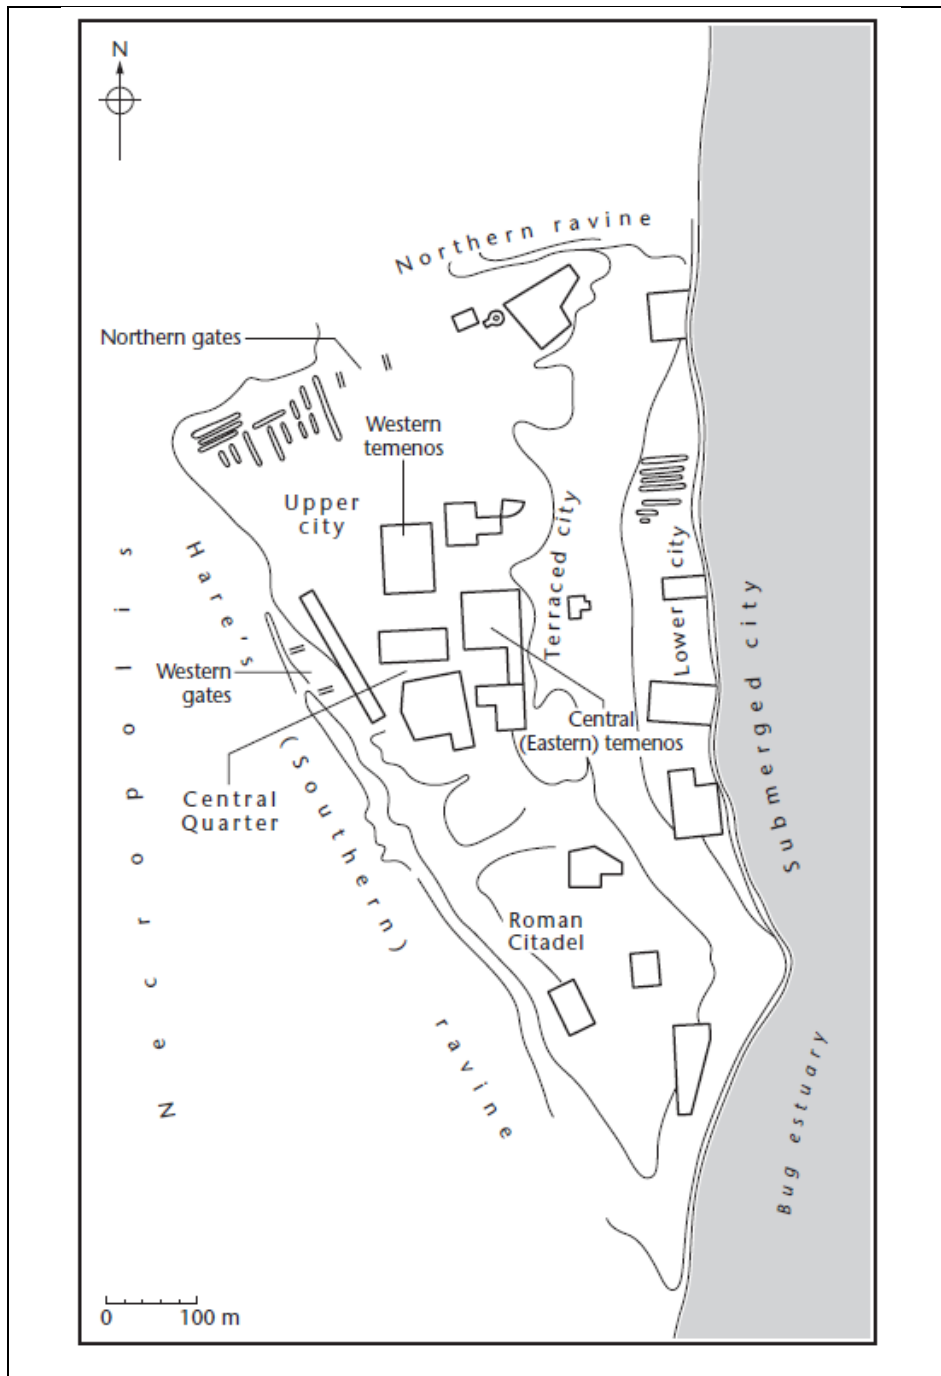 N
Northern ravine
Northern gates
Western
temenos
Upper
city
Terraced city
Lower city
Submerged city
Necropolis
Hare's
(Southern)
ravine
Western
gates
Central
(Eastern) temenos
Central
Quarter
Roman
Citadel
Bug estuary
0 100 m